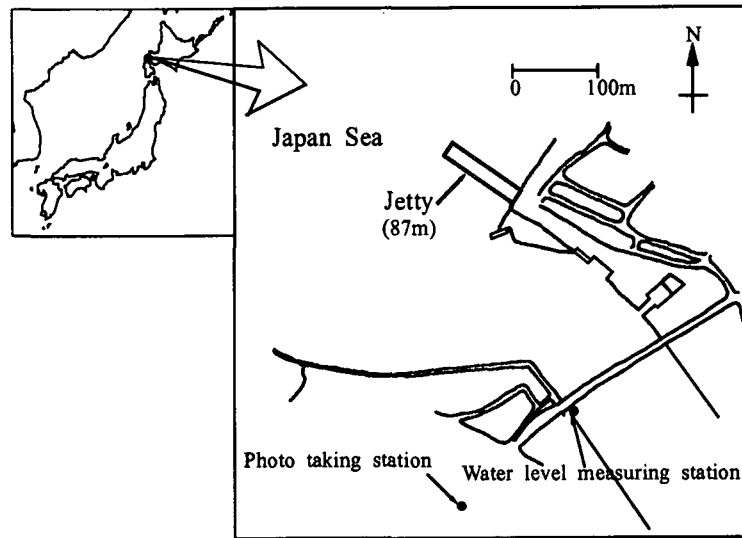 N
0 100m
Japan Sea
Jetty
(87m)
Photo taking station
Water level measuring station